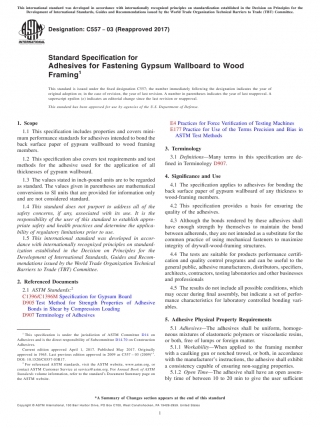 This international standard was developed in accordance with internationally recognized principles on standardization established in the Decision on Principles for the
Development of International Standards, Guides and Recommendations issued by the World Trade Organization Technical Barriers to Trade (TBT) Committee.
Designation: C557 – 03 (Reapproved 2017)
INTERNATIONAL
Standard Specification for
Adhesives for Fastening Gypsum Wallboard to Wood
Framing1
This standard is issued under the fixed designation C557; the number immediately following the designation indicates the year of
original adoption or, in the case of revision, the year of last revision. A number in parentheses indicates the year of last reapproval. A
superscript epsilon (ε) indicates an editorial change since the last revision or reapproval.
This standard has been approved for use by agencies of the U.S. Department of Defense.
1. Scope
1.1 This specification includes properties and covers mini-
mum performance standards for adhesives intended to bond the
back surface paper of gypsum wallboard to wood framing
members.
1.2 This specification also covers test requirements and test
methods for the adhesive used for the application of all
thicknesses of gypsum wallboard.
1.3 The values stated in inch-pound units are to be regarded
as standard. The values given in parentheses are mathematical
conversions to SI units that are provided for information only
and are not considered standard.
1.4 This standard does not purport to address all of the
safety concerns, if any, associated with its use. It is the
responsibility of the user of this standard to establish appro-
priate safety and health practices and determine the applica-
bility of regulatory limitations prior to use.
1.5 This international standard was developed in accor-
dance with internationally recognized principles on standard-
ization established in the Decision on Principles for the
Development of International Standards, Guides and Recom-
mendations issued by the World Trade Organization Technical
Barriers to Trade (TBT) Committee.
2. Referenced Documents
2.1 ASTM Standards:2
C1396/C1396M Specification for Gypsum Board
D905 Test Method for Strength Properties of Adhesive
Bonds in Shear by Compression Loading
D907 Terminology of Adhesives
1 This specification is under the jurisdiction of ASTM Committee D14 on
Adhesives and is the direct responsibility of Subcommittee D14.70 on Construction
Adhesives.
Current edition approved April 1, 2017. Published May 2017. Originally
approved in 1965. Last previous edition approved in 2009 as
DOI: 10.1520/C0557-03R17.
2 For referenced ASTM standards, visit the ASTM website, www.astm.org, or
contact ASTM Customer Service at service@astm.org. For Annual Book of ASTM
Standards volume information, refer to the standard's Document Summary page on
the ASTM website.
E4 Practices for Force Verification of Testing Machines
E177 Practice for Use of the Terms Precision and Bias in
ASTM Test Methods
3. Terminology
3.1 Definitions—Many terms in this specification are de-
fined in Terminology D907.
4. Significance and Use
4.1 The specification applies to adhesives for bonding the
back surface paper of gypsum wallboard of any thickness to
wood-framing members.
4.2 This specification provides a basis for ensuring the
quality of the adhesives.
4.3 Although the bonds rendered by these adhesives shall
have enough strength by themselves to maintain the bond
between adherends, they are not intended as a substitute for the
common practice of using mechanical fasteners to maximize
integrity of drywall-wood-framing structures.
4.4 The tests are suitable for products performance certifi-
cation and quality control programs and can be useful to the
general public, adhesive manufacturers, distributors, specifiers,
architects, contractors, testing laboratories and other businesses
and professionals
4.5 The results do not include all possible conditions, which
may occur during final assembly, but indicate a set of perfor-
mance characteristics for laboratory controlled bonding vari-
ables.
5. Adhesive Physical Property Requirements
5.1 Adhesives—The adhesives shall be uniform, homoge-
nous mixtures of elastomeric polymers or viscoelastic resins,
or both, free of lumps or foreign matter.
5.1.1 Workability—When applied to the framing member
with a caulking gun or notched trowel, or both, in accordance
with the manufacturer's instructions, the adhesive shall exhibit
a consistency capable of ensuring non-sagging properties.
5.1.2 Open Time—The adhesive shall have an open assem-
bly time of between 10 to 20 min to give the user sufficient
*A Summary of Changes section appears at the end of this standard
Copyright © ASTM International, 100 Barr Harbor Drive, PO Box C700, West Conshohocken, PA 19428-2959. United States
1